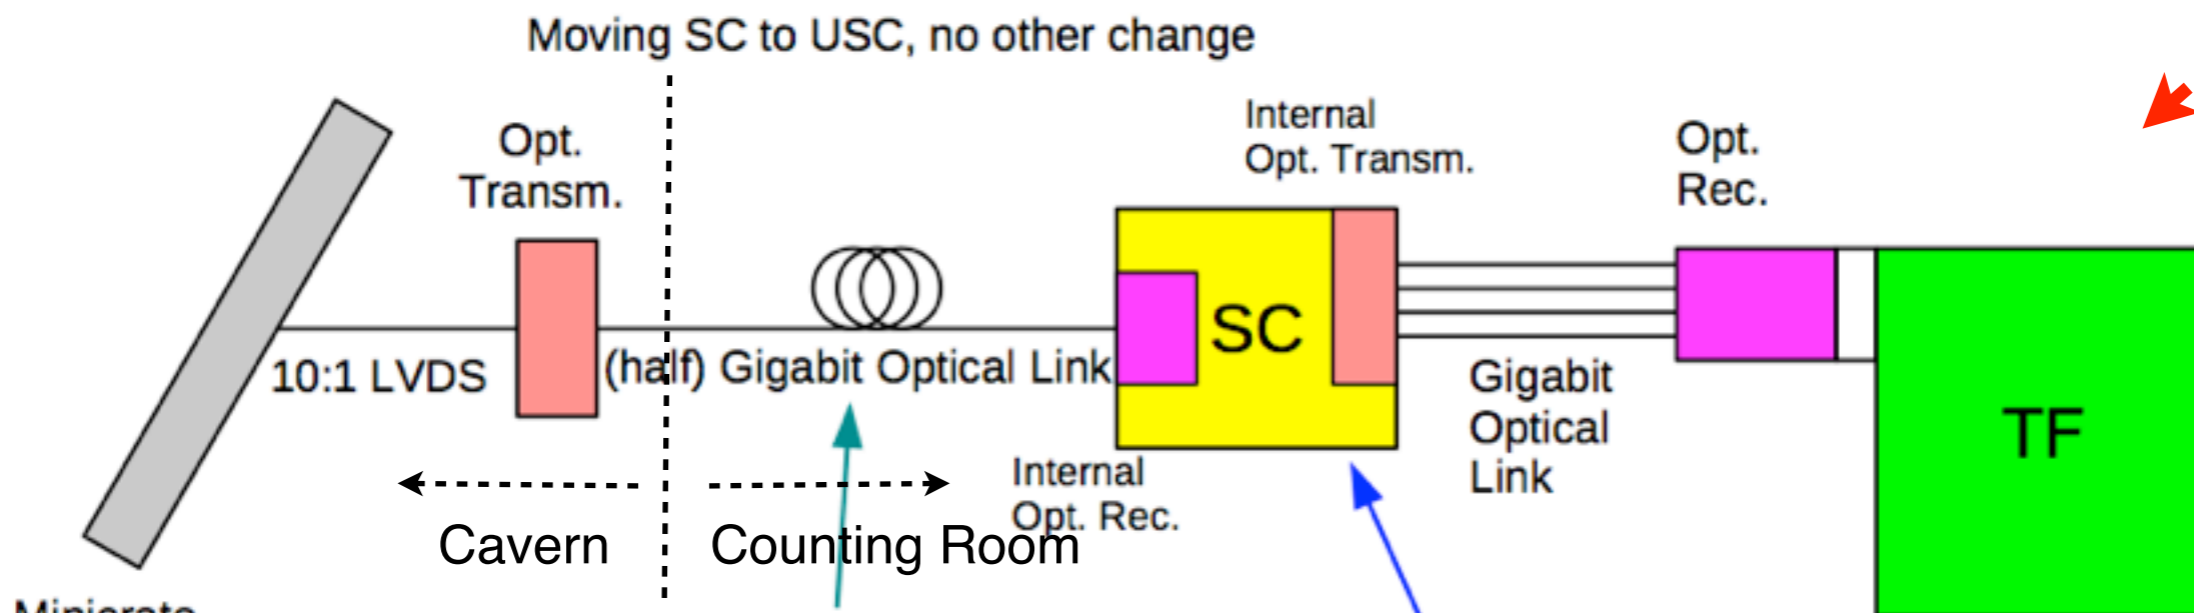 Moving SC to USC, no other change
Opt.
Transm.
Internal
Opt. Transm.
Opt.
Rec.
SC
10:1 LVDS
(half) Gigabit Optical Link
Gigabit
Optical
Link
TF
Internal
Opt. Rec.
Cavern
Counting Room
Minicrate